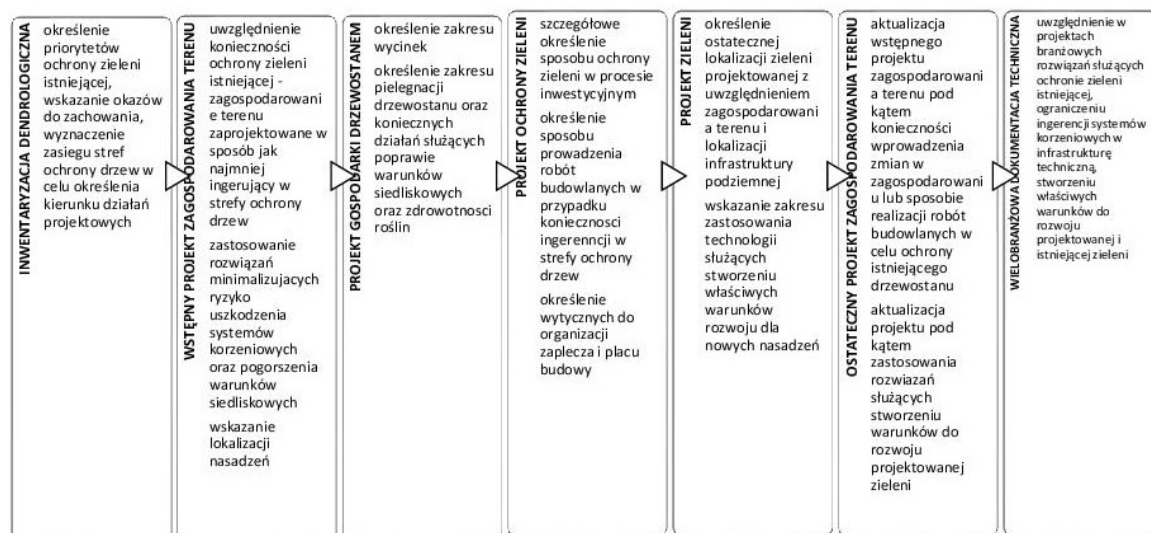 INWENTARYZACJA DENDROLOGICZNA
określenie
priorytetów
ochrony zieleni
istniejącej,
wskazanie okazów
do zachowania,
wyznaczenie
zasiegu stref
ochrony drzew w
celu określenia
kierunku działań
projektowych
WSTĘPNY PROJEKT ZAGOSPODAROWANIA TERENU
uwzględnienie
konieczności
ochrony zieleni
istniejącej -
zagospodarowani
e terenu
zaprojektowane w
sposób jak
najmniej
ingerujący w
strefy ochrony
drzew
zastosowanie
rozwiązań
minimalizujacych
ryzyko
uszkodzenia
systemów
korzeniowych
oraz pogorszenia
warunków
siedliskowych
wskazanie
lokalizacji
nasadzeń
PROJEKT GOSPODARKI DRZEWOSTANEM
określenie zakresu
wycinek
określenie zakresu
pielegnacji
drzewostanu oraz
koniecznych
działań służących
poprawie
warunków
siedliskowych
oraz zdrowotnosci
roślin
PROJEKT OCHRONY ZIELENI
szczegółowe
określenie
sposobu ochrony
zieleni w procesie
inwestycyjnym
określenie
sposobu
prowadzenia
robót
budowlanych w
przypadku
koniecznosci
ingerenncji w
strefy ochrony
drzew
określenie
wytycznych do
organizacji
zaplecza i placu
budowy
PROJEKT ZIELENI
określenie
ostatecznej
lokalizacji zieleni
projektowanej z
uwzględnieniem
zagospodarowani
a terenu i
lokalizacji
infrastruktury
podziemnej
wskazanie zakresu
zastosowania
technologii
służących
stworzeniu
właściwych
warunków
rozwoju dla
nowych nasadzeń
OSTATECZNY PROJEKT ZAGOSPODAROWANIA TERENU
aktualizacja
wstępnego
projektu
zagospodarowani
a terenu pod
kątem
konieczności
wprowadzenia
zmian w
zagospodarowani
u lub sposobie
realizacji robót
budowlanych w
celu ochrony
istniejącego
drzewostanu
aktualizacja
projektu pod
kątem
zastosowania
rozwiazań
służących
stworzeniu
warunków do
rozwoju
projektowanej
zieleni
WIELOBRANŻOWA DOKUMENTACJA TECHNICZNA
uwzględnienie w
projektach
branżowych
rozwiązań służących
ochronie zieleni
istniejącej,
ograniczeniu
ingerencji systemów
korzeniowych w
infrastrukturę
techniczną,
stworzeniu
właściwych
warunków do
rozwoju
projektowanej i
istniejącej zieleni